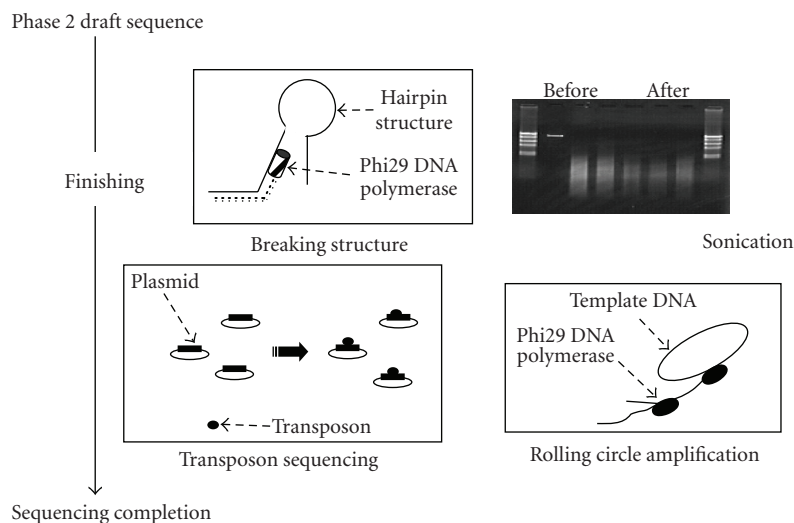 Phase 2 draft sequence
Before
After
Hairpin
structure
Phi29 DNA
polymerase
Finishing
Breaking structure
Sonication
Plasmid
Transposon
Transposon sequencing
Template DNA
Phi29 DNA
polymerase
Rolling circle amplification
Sequencing completion